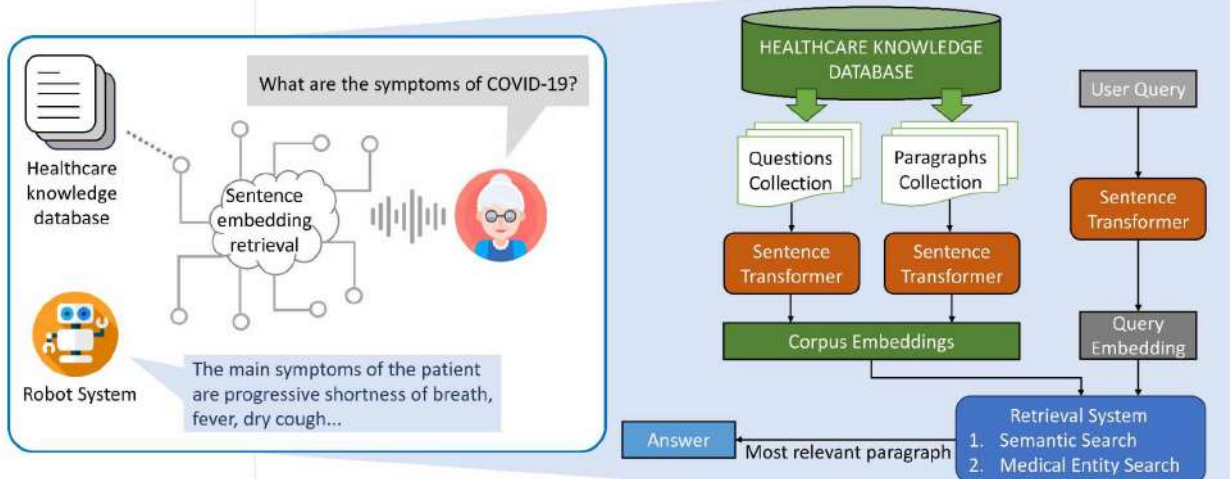 What are the symptoms of COVID-19?
Healthcare
knowledge
database
Sentence
embedding
retrieval
Robot System
The main symptoms of the patient
are progressive shortness of breath,
fever, dry cough...
HEALTHCARE KNOWLEDGE
DATABASE
Questions
Collection
Paragraphs
Collection
User Query
Sentence
Transformer
Sentence
Transformer
Sentence
Transformer
Corpus Embeddings
Query
Embedding
Retrieval System
1. Semantic Search
2. Medical Entity Search
Most relevant paragraph
Answer